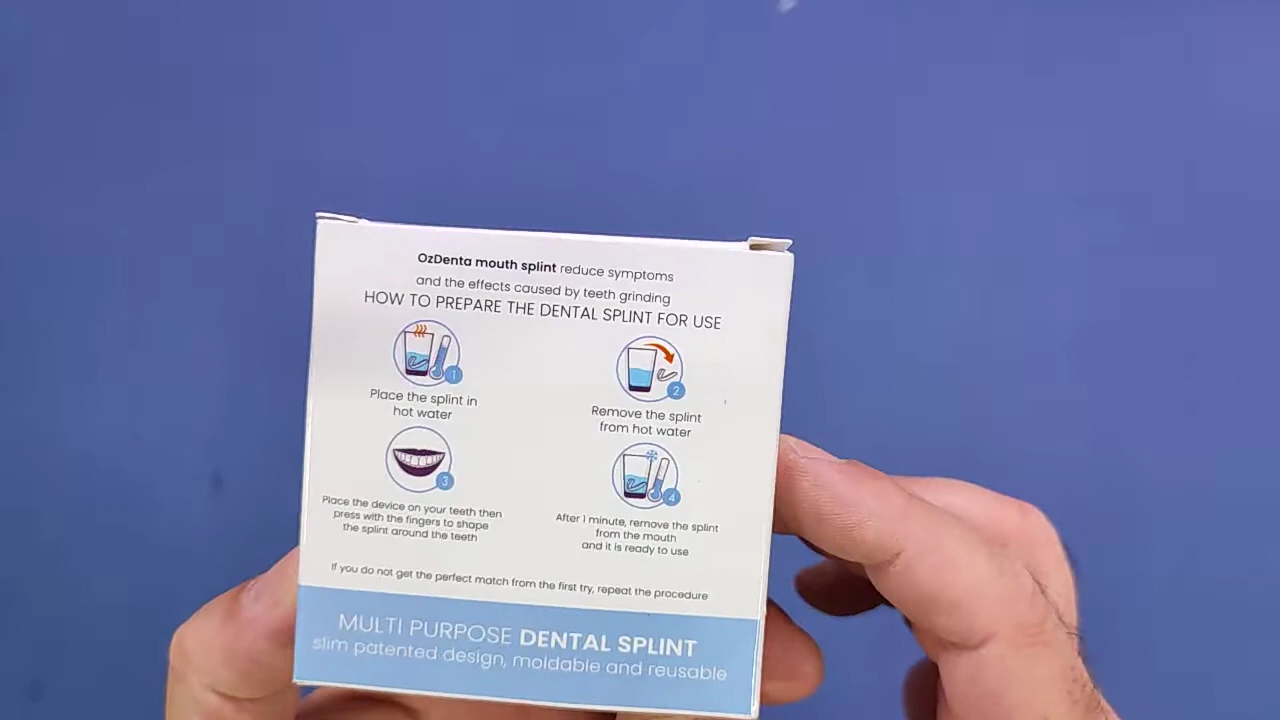 OzDenta mouth splint reduce symptoms
and the effects caused by teeth grinding
HOW TO PREPARE THE DENTAL SPLINT FOR USE
1
Place the splint in
hot water
2
Remove the splint
from hot water
3
Place the device on your teeth then
press with the fingers to shape
the splint around the teeth
4
After 1 minute, remove the splint
from the mouth
and it is ready to use
If you do not get the perfect match from the first try, repeat the procedure
MULTI PURPOSE DENTAL SPLINT
slim patented design, moldable and reusable